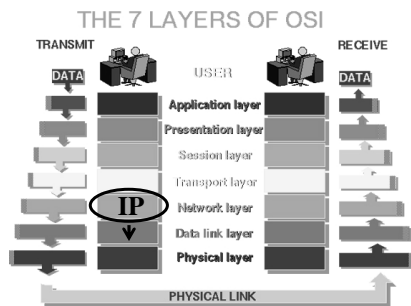 THE 7 LAYERS OF OSI
TRANSMIT
RECEIVE
DATA
USER
DATA
Application layer
Presentation layer
Session layer
Transport layer
IP
Network layer
Data link layer
Physical layer
PHYSICAL LINK